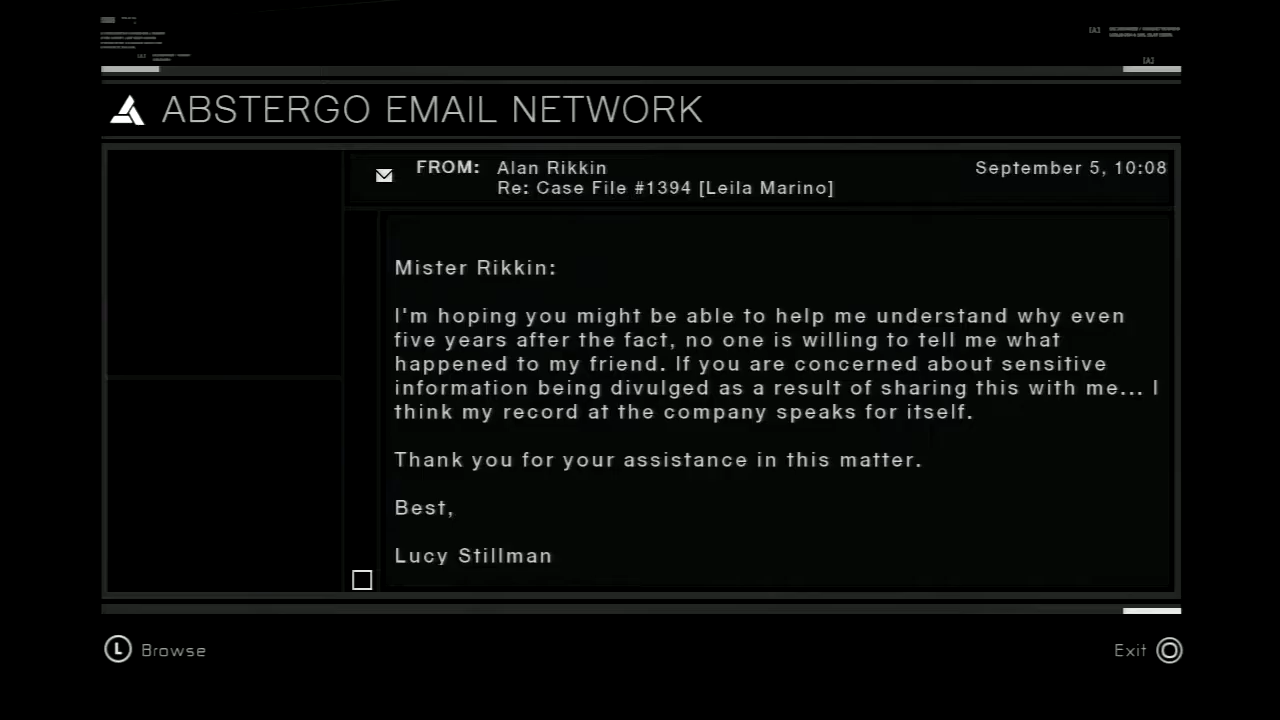 ABSTERGO EMAIL NETWORK
FROM: Alan Rikkin September 5, 10:08
Re: Case File #1394 [Leila Marino]
Mister Rikkin:
I'm hoping you might be able to help me understand why even
five years after the fact, no one is willing to tell me what
happened to my friend. If you are concerned about sensitive
information being divulged as a result of sharing this with me... I
think my record at the company speaks for itself.
Thank you for your assistance in this matter.
Best,
Lucy Stillman
L Browse
Exit